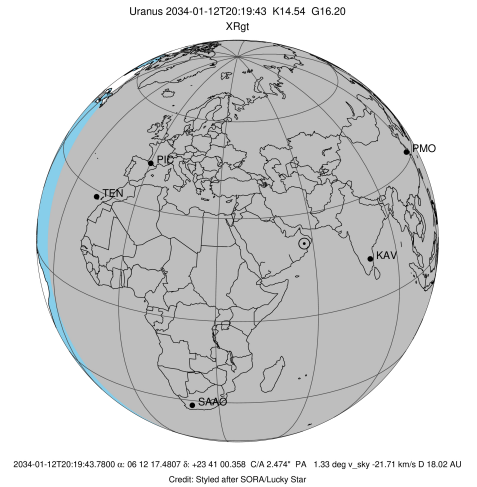 Uranus 2034-01-12T20:19:43  K14.54  G16.20
XRgt
PMO
PIC
TEN
KAV
SAAO
2034-01-12T20:19:43.7800 α: 06 12 17.4807 δ: +23 41 00.358  C/A 2.474" PA   1.33 deg v_sky -21.71 km/s D 18.02 AU
Credit: Styled after SORA/Lucky Star